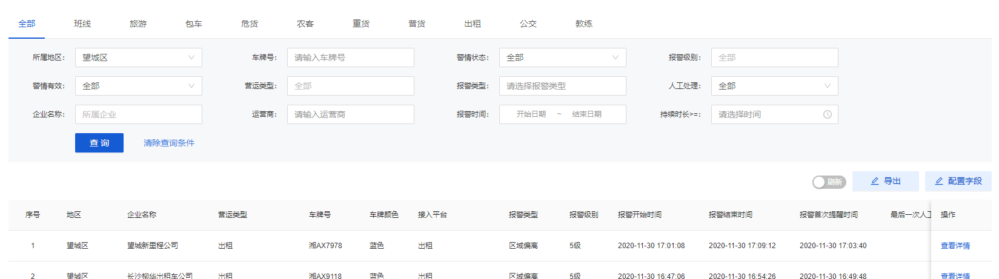 全部 班线 旅游 包车 危货 农客 重货 普货 出租 公交 教练
所属地区: 望城区 车牌号: 请输入车牌号 警情状态: 全部 报警级别: 全部
警情有效: 全部 营运类型: 全部 报警类型: 请选择报警类型 人工处理: 全部
企业名称: 所属企业 运营商: 请输入运营商 报警时间: 开始日期 ~ 结束日期 持续时长>=: 请选择时间
查 询 清除查询条件
刷新 导出 配置字段
序号 地区 企业名称 营运类型 车牌号 车牌颜色 接入平台 报警类型 报警级别 报警开始时间 报警结束时间 报警首次提醒时间 最后一次人工 操作
1 望城区 望城新里程公司 出租 湘AX7978 蓝色 出租 区域偏离 5级 2020-11-30 17:01:08 2020-11-30 17:09:12 2020-11-30 17:03:40 查看详情
2 望城区 长沙柳华出租车公司 出租 湘AX9118 蓝色 出租 区域偏离 5级 2020-11-30 16:47:06 2020-11-30 16:54:26 2020-11-30 16:49:48 查看详情